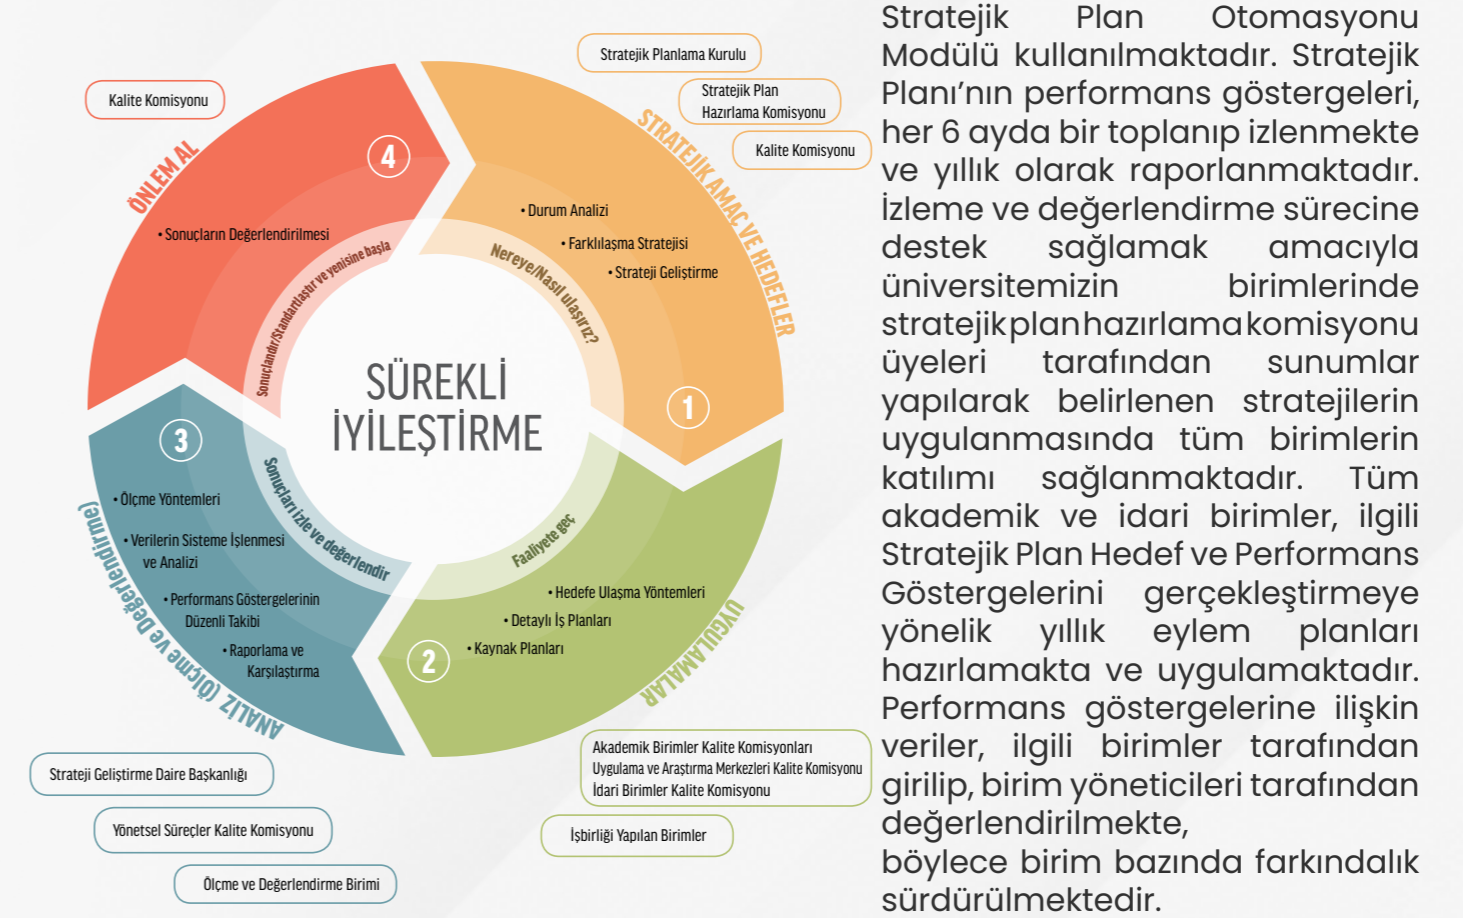 Stratejik Planlama Kurulu
Stratejik Plan
Hazırlama Komisyonu
Kalite Komisyonu
STRATEJİK AMAÇ VE HEDEFLER
1
• Durum Analizi
• Farklılaşma Stratejisi
• Strateji Geliştirme
Nereye/Nasıl ulaşırız?
UYGULAMALAR
2
• Hedefe Ulaşma Yöntemleri
• Detaylı İş Planları
• Kaynak Planları
Faaliyete geç
Akademik Birimler Kalite Komisyonları
Uygulama ve Araştırma Merkezleri Kalite Komisyonu
İdari Birimler Kalite Komisyonu
İşbirliği Yapılan Birimler
ANALİZ (Ölçme ve Değerlendirme)
3
• Ölçme Yöntemleri
• Verilerin Sisteme İşlenmesi
ve Analizi
• Performans Göstergelerinin
Düzenli Takibi
• Raporlama ve
Karşılaştırma
Sonuçları izle ve değerlendir
Strateji Geliştirme Daire Başkanlığı
Yönetsel Süreçler Kalite Komisyonu
Ölçme ve Değerlendirme Birimi
Kalite Komisyonu
ÖNLEM AL
4
• Sonuçların Değerlendirilmesi
Sonuçlandır/Standartlaştır ve yenisine başla
SÜREKLİ
İYİLEŞTİRME
Stratejik Plan Otomasyonu
Modülü kullanılmaktadır. Stratejik
Planı’nın performans göstergeleri,
her 6 ayda bir toplanıp izlenmekte
ve yıllık olarak raporlanmaktadır.
İzleme ve değerlendirme sürecine
destek sağlamak amacıyla
üniversitemizin birimlerinde
stratejik plan hazırlama komisyonu
üyeleri tarafından sunumlar
yapılarak belirlenen stratejilerin
uygulanmasında tüm birimlerin
katılımı sağlanmaktadır. Tüm
akademik ve idari birimler, ilgili
Stratejik Plan Hedef ve Performans
Göstergelerini gerçekleştirmeye
yönelik yıllık eylem planları
hazırlamakta ve uygulamaktadır.
Performans göstergelerine ilişkin
veriler, ilgili birimler tarafından
girilip, birim yöneticileri tarafından
değerlendirilmekte,
böylece birim bazında farkındalık
sürdürülmektedir.